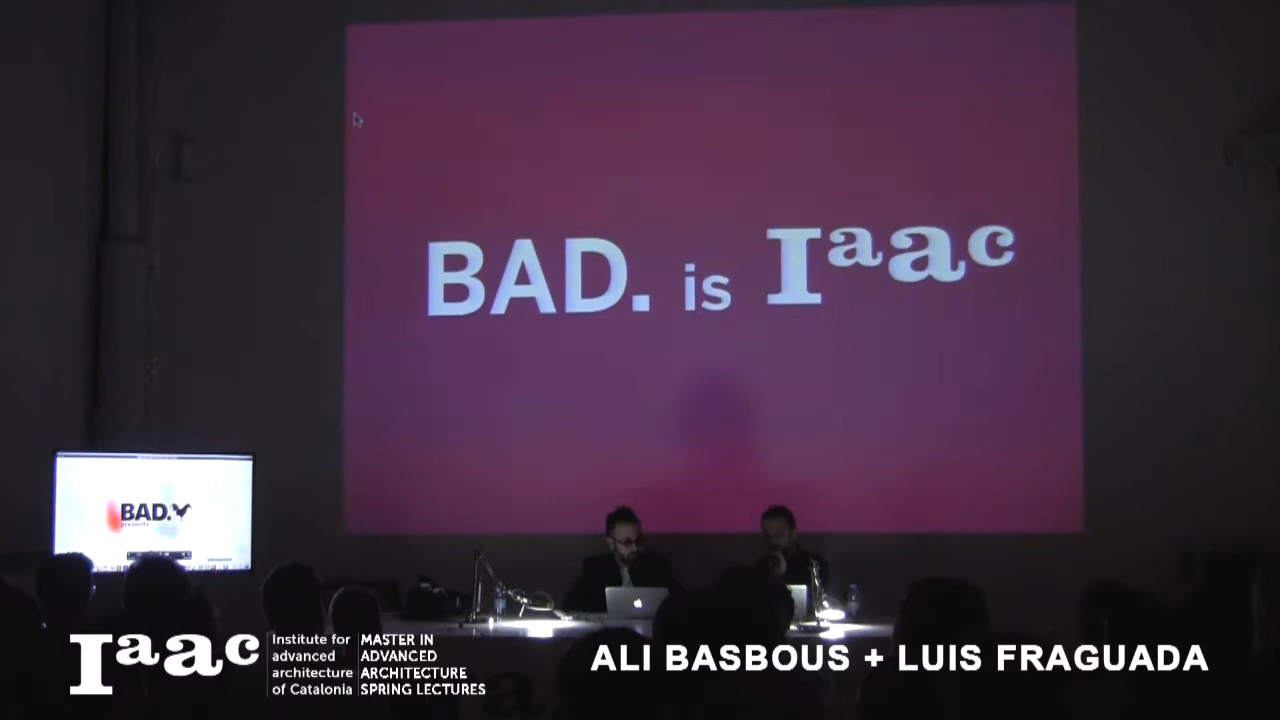 BAD. is Iaac
BAD.
presents
Iaac
Institute for
advanced
architecture
of Catalonia
MASTER IN
ADVANCED
ARCHITECTURE
SPRING LECTURES
ALI BASBOUS + LUIS FRAGUADA